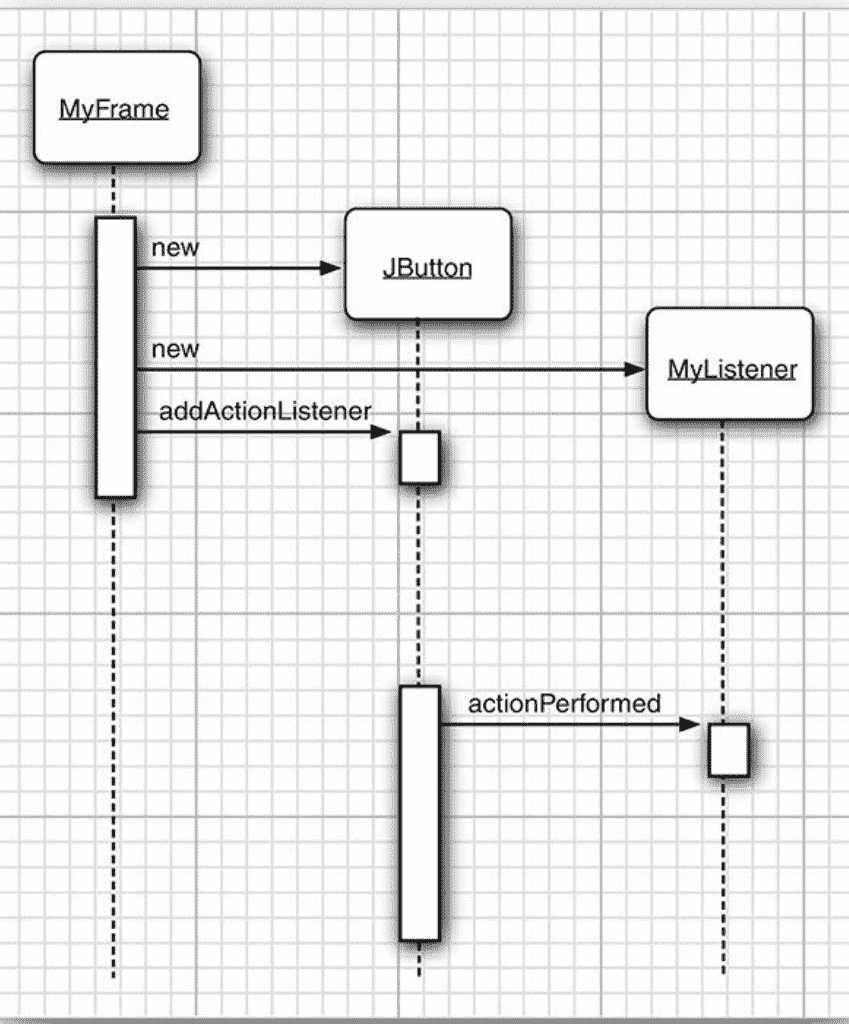 MyFrame
new
JButton
new
MyListener
addActionListener
actionPerformed